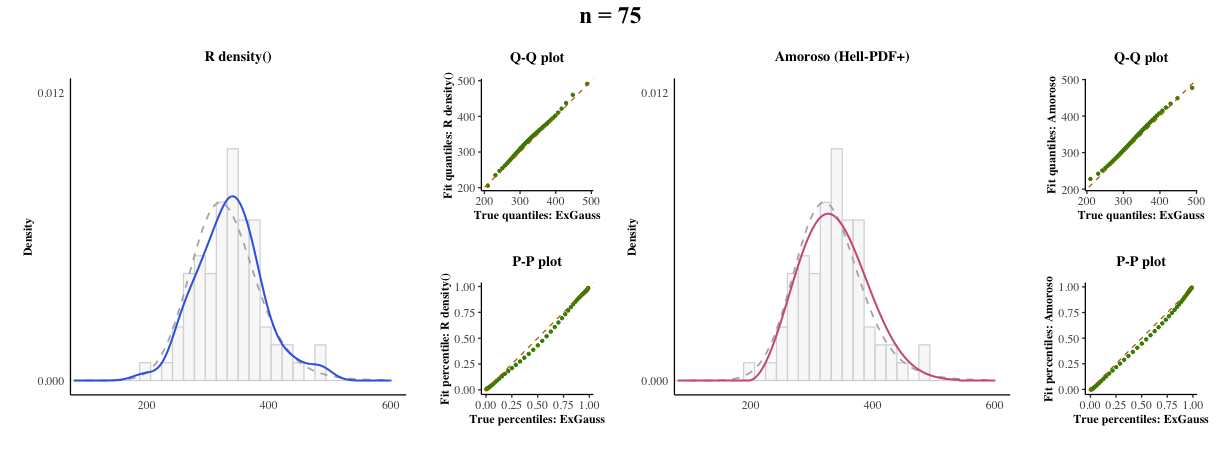 n = 75
R density()
0.012
0.000
Density
200
400
600
Q-Q plot
500
400
300
200
Fit quantiles: R density()
200 300 400 500
True quantiles: ExGauss
P-P plot
1.00
0.75
0.50
0.25
0.00
Fit percentile: R density()
0.00 0.25 0.50 0.75 1.00
True percentiles: ExGauss
Amoroso (Hell-PDF+)
0.012
0.000
Density
200
400
600
Q-Q plot
500
400
300
200
Fit quantiles: Amoroso
200 300 400 500
True quantiles: ExGauss
P-P plot
1.00
0.75
0.50
0.25
0.00
Fit percentiles: Amoroso
0.00 0.25 0.50 0.75 1.00
True percentiles: ExGauss